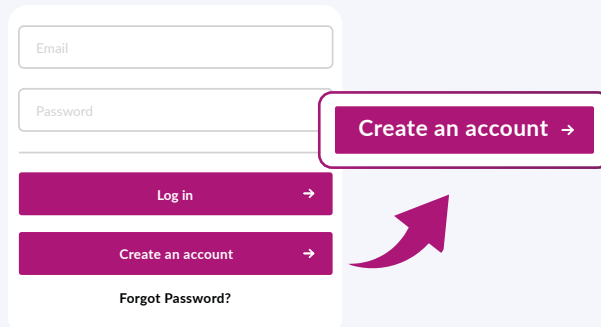 Email
Password
Create an account
Log in
Create an account
Forgot Password?